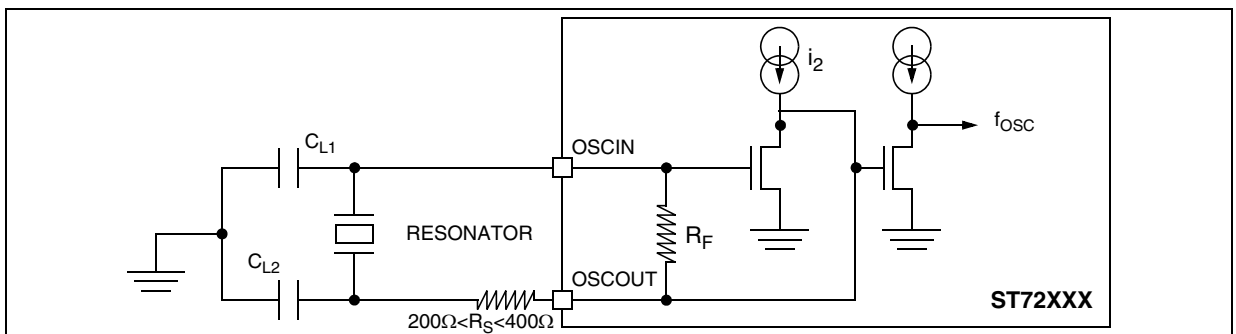 i2
fOSC
CL1
OSCIN
RESONATOR
RF
CL2
OSCOUT
200Ω<RS<400Ω
ST72XXX